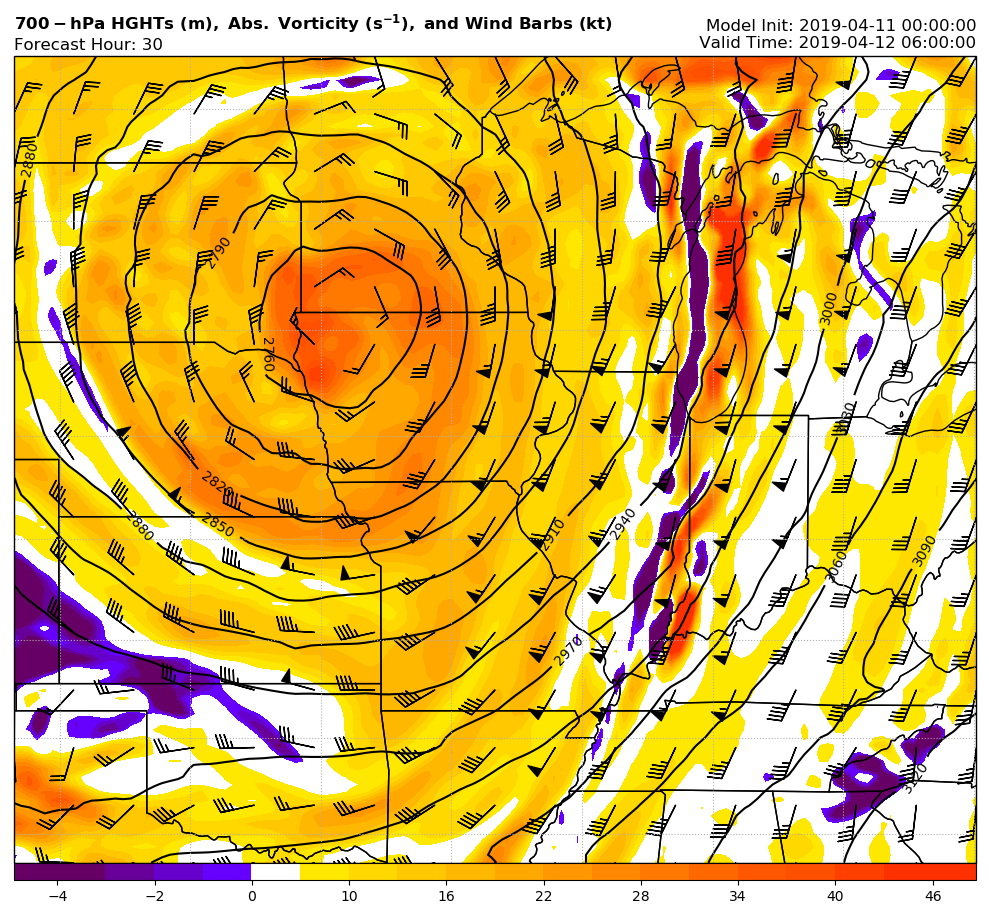 700-hPa HGHTs (m), Abs. Vorticity (s⁻¹), and Wind Barbs (kt)
Model Init: 2019-04-11 00:00:00
Forecast Hour: 30
Valid Time: 2019-04-12 06:00:00
2880
2790
3000
2760
3030
2820
2850
2880
2910
2940
3090
3060
2970
3120
−4 −2 0 10 16 22 28 34 40 46